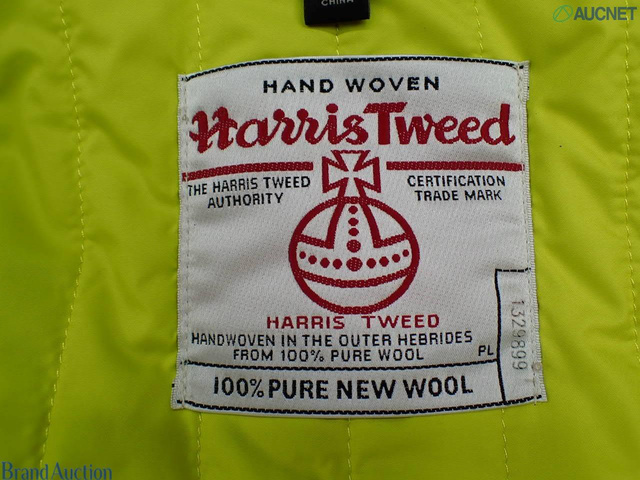 CHINA
AUCNET
HAND WOVEN
Harris Tweed
THE HARRIS TWEED
AUTHORITY
CERTIFICATION
TRADE MARK
HARRIS TWEED
HANDWOVEN IN THE OUTER HEBRIDES
FROM 100% PURE WOOL
PL
1329899
100% PURE NEW WOOL
Brand Auction